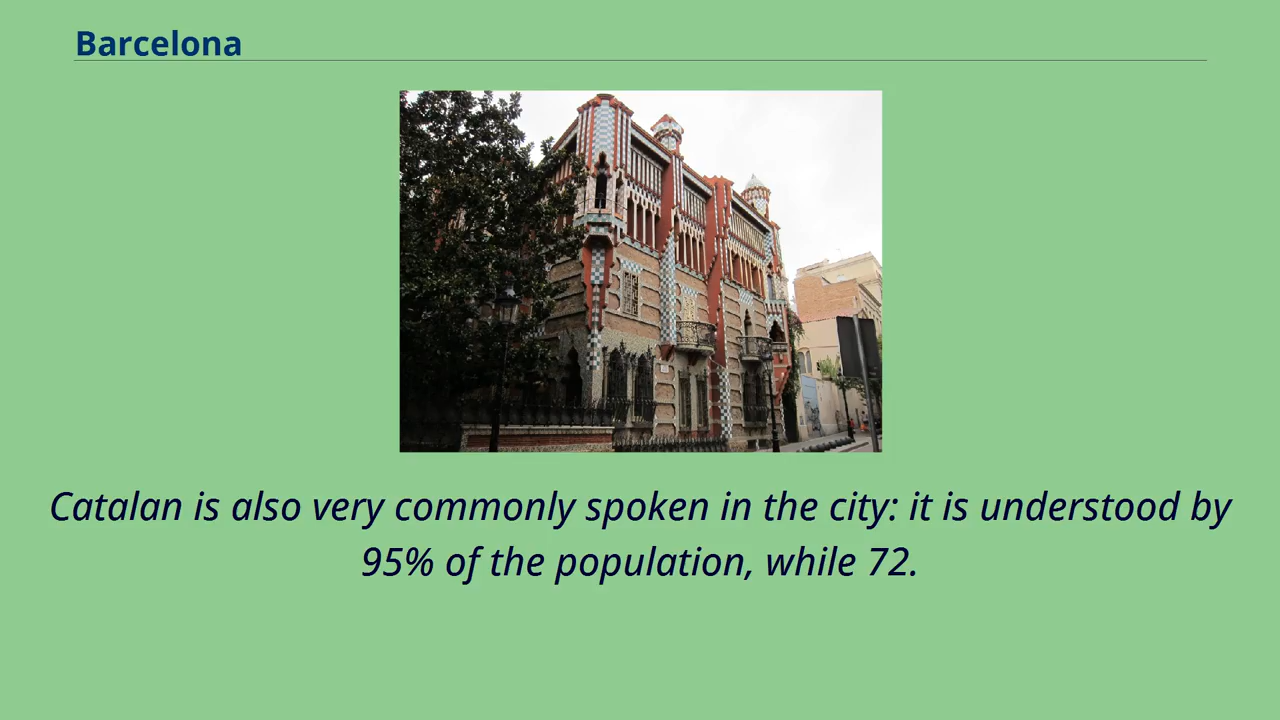 Barcelona
Catalan is also very commonly spoken in the city: it is understood by
95% of the population, while 72.